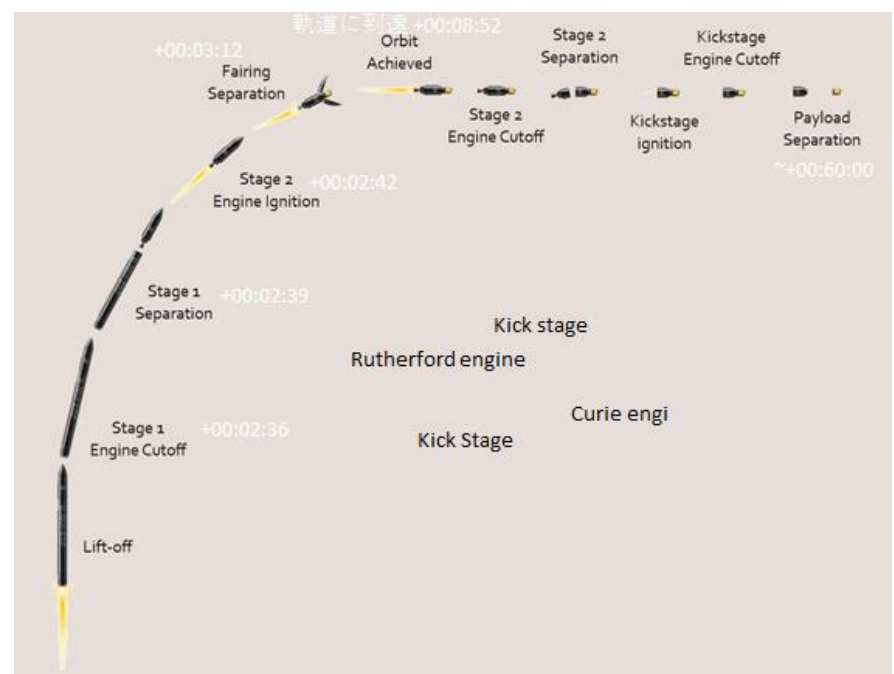 軌道に到達 +00:08:52
Orbit
Achieved
Stage 2
Separation
Kickstage
Engine Cutoff
+00:03:12
Fairing
Separation
Stage 2
Engine Cutoff
Kickstage
ignition
Payload
Separation
~+00:60:00
Stage 2
Engine Ignition
+00:02:42
Stage 1
Separation
+00:02:39
Kick stage
Rutherford engine
Curie engi
Kick Stage
Stage 1
Engine Cutoff
+00:02:36
Lift-off